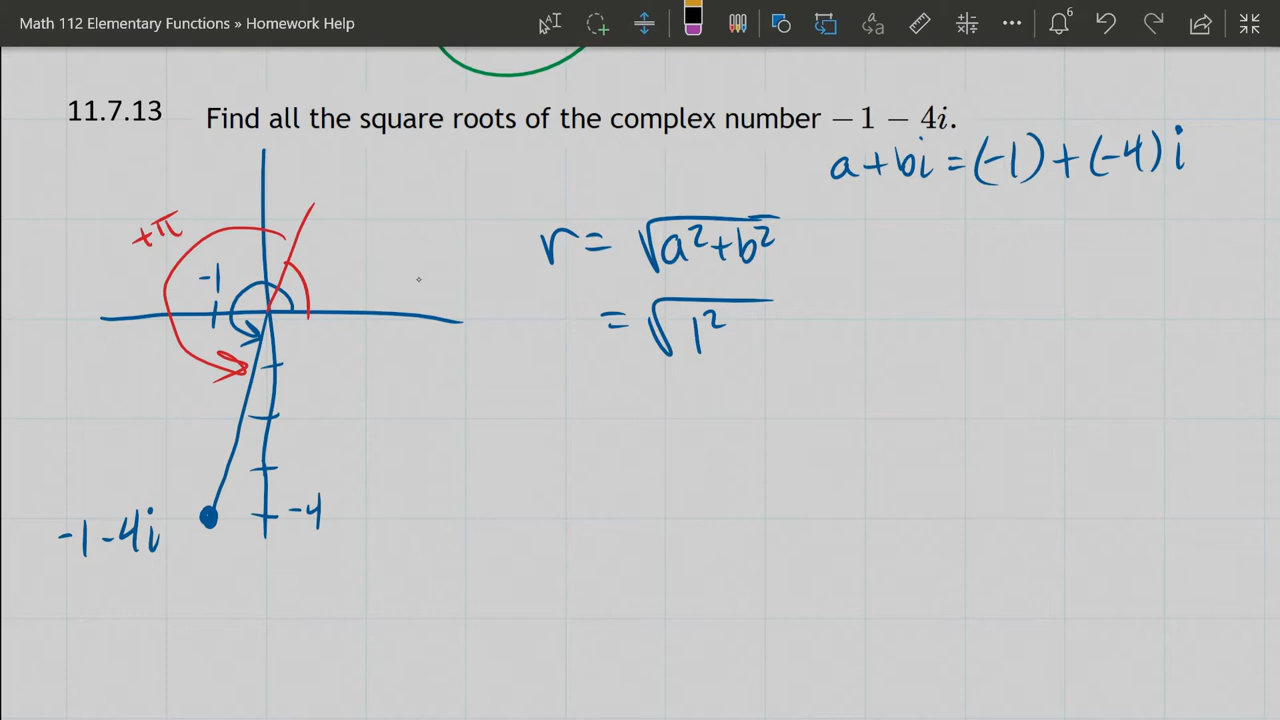 Math 112 Elementary Functions » Homework Help
6
11.7.13 Find all the square roots of the complex number −1 − 4i.
a+bi = (-1) + (-4) i
+π
r = √a²+b²
-1
= √1²
-4
-1-4i